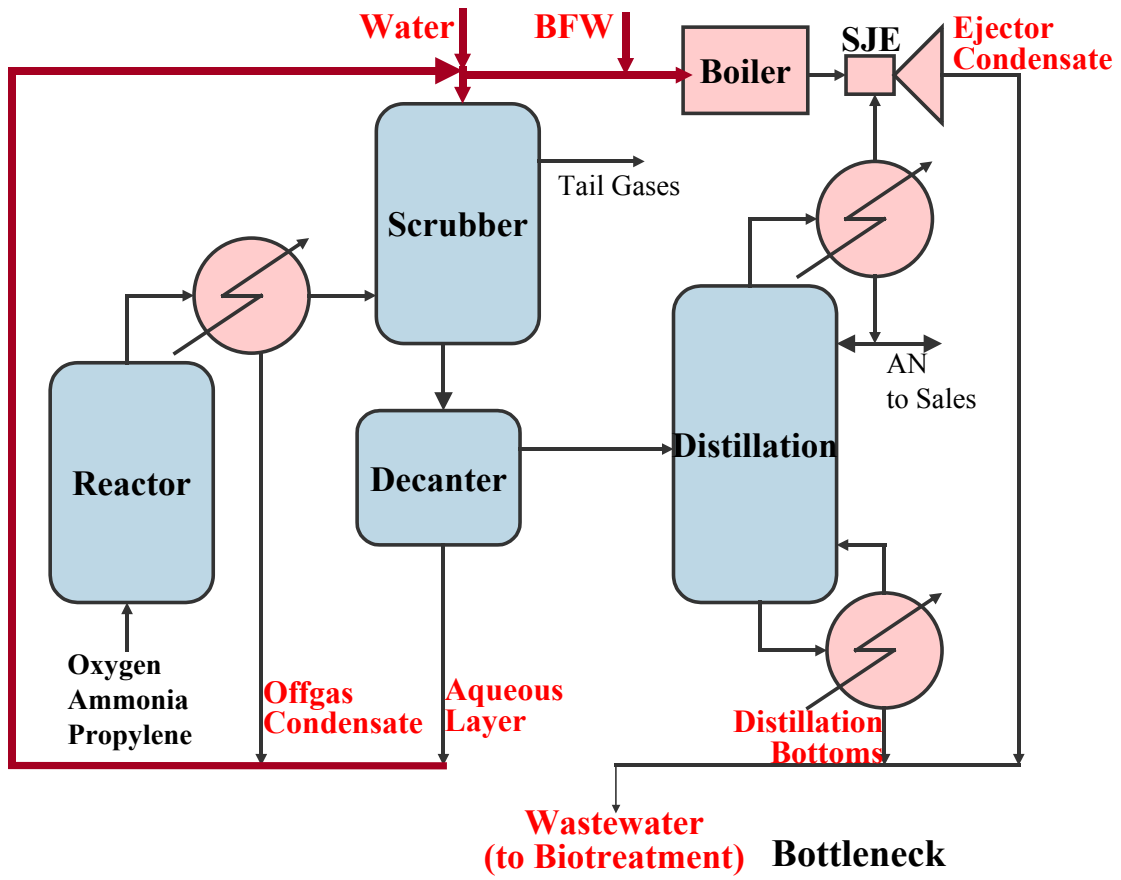 Water
BFW
SJE
Ejector
Condensate
Boiler
Tail Gases
Scrubber
AN
to Sales
Distillation
Reactor
Decanter
Oxygen
Ammonia
Propylene
Offgas
Condensate
Aqueous
Layer
Distillation
Bottoms
Wastewater
(to Biotreatment)
Bottleneck